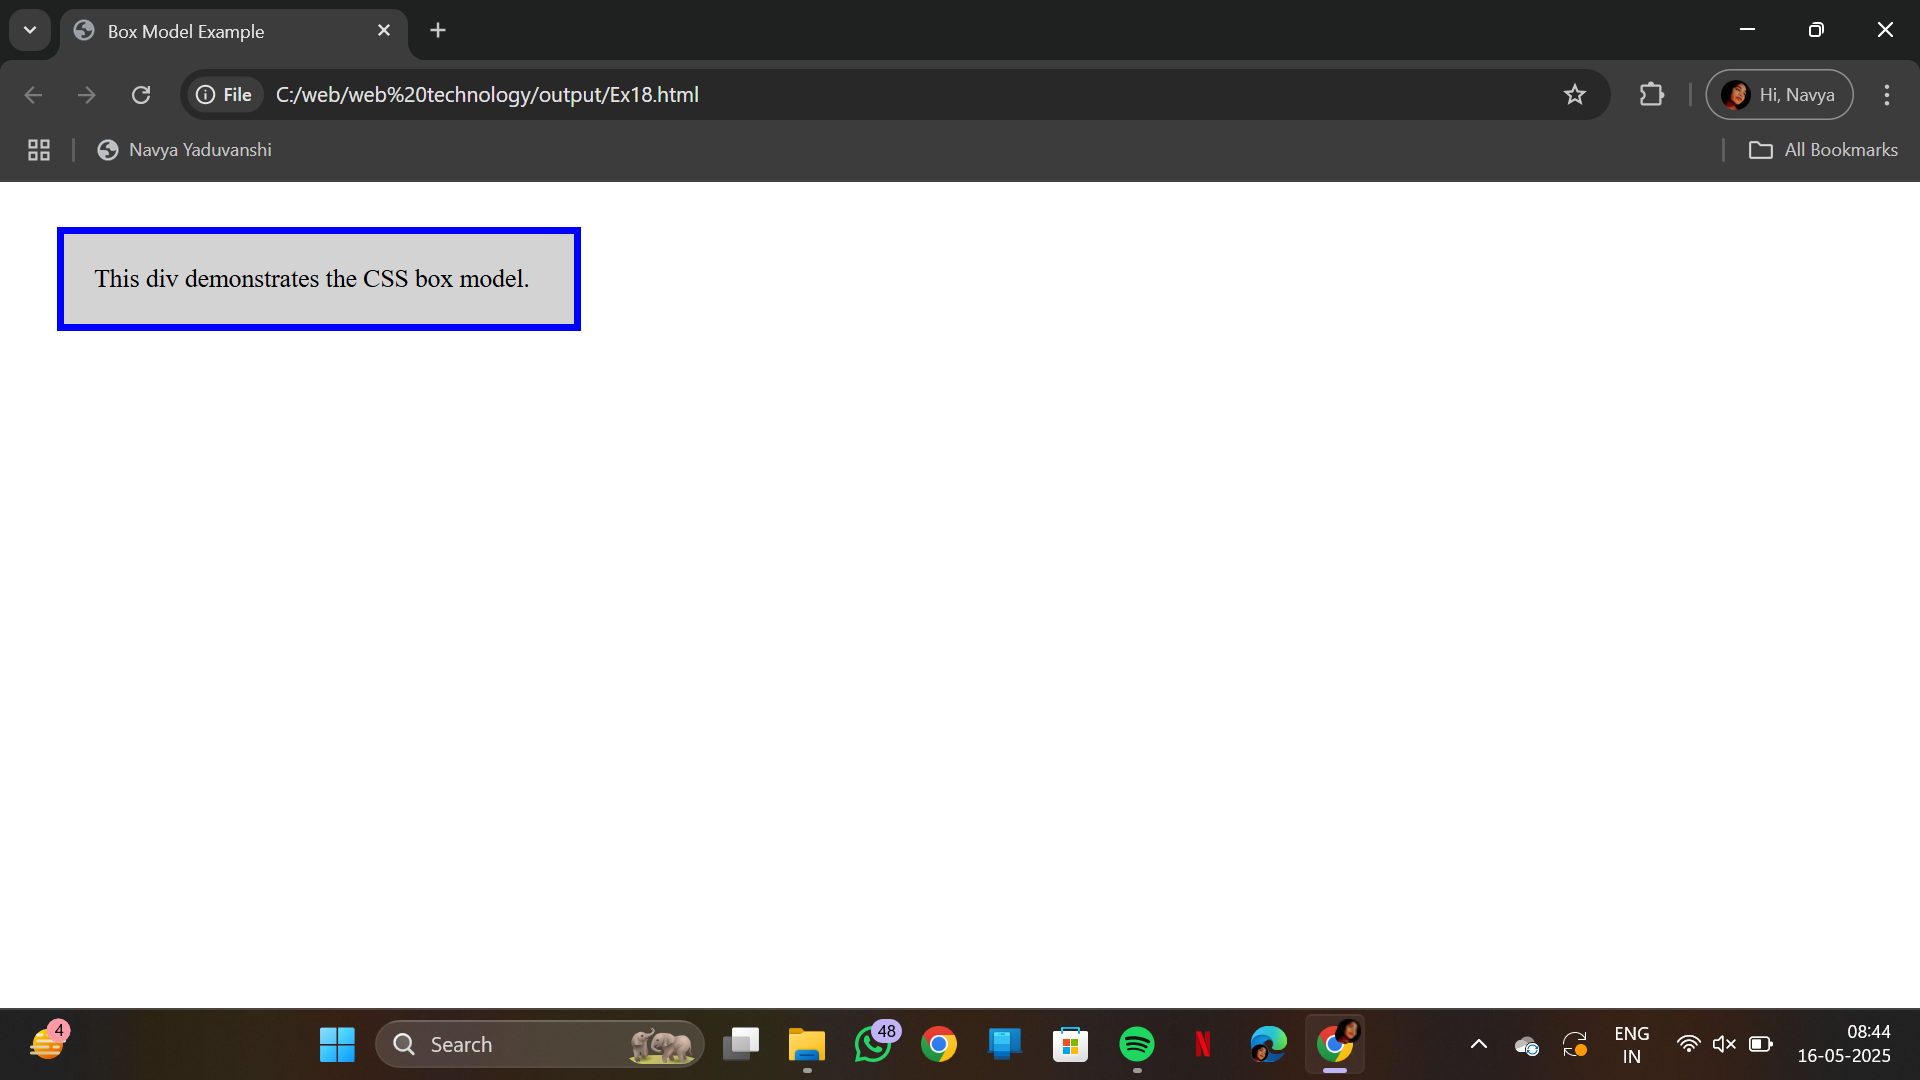 Box Model Example
File
C:/web/web%20technology/output/Ex18.html
Hi, Navya
Navya Yaduvanshi
All Bookmarks
This div demonstrates the CSS box model.
4
Search
48
N
ENG
IN
08:44
16-05-2025